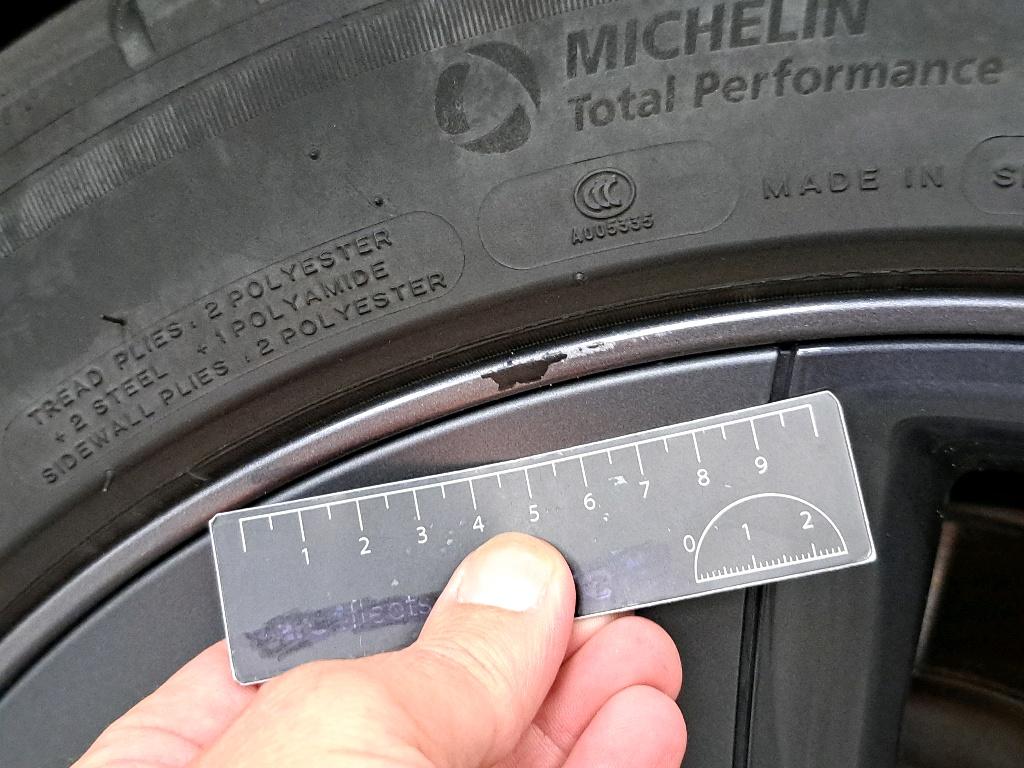 MICHELIN
Total Performance
CCC
A005335
MADE IN
TREAD PLIES : 2 POLYESTER
+ 2 STEEL + 1 POLYAMIDE
SIDEWALL PLIES : 2 POLYESTER
1 2 3 4 5 6 7 8 9
0 1 2